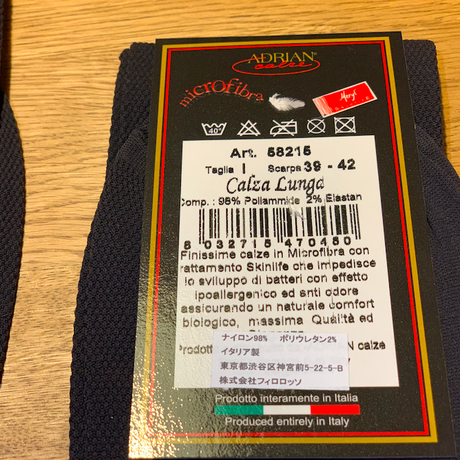 ADRIAN®
calze
microfibra
Meryl
40°
Art. 58215
Taglia I Scarpa 39 - 42
Calza Lunga
Comp.: 98% Poliammide 2% Elastan
8 032715 470450
Finissime calze in Microfibra con
trattamento Skinlife che impedisce
lo sviluppo di batteri con effetto
ipoallergenico ed anti odore
assicurando un naturale comfort
biologico, massima Qualità ed
Prodott N calze
ナイロン98% ポリウレタン2%
イタリア製
東京都渋谷区神宮前5-22-5-B
株式会社フィロロッソ
Prodotto interamente in Italia
Produced entirely in Italy